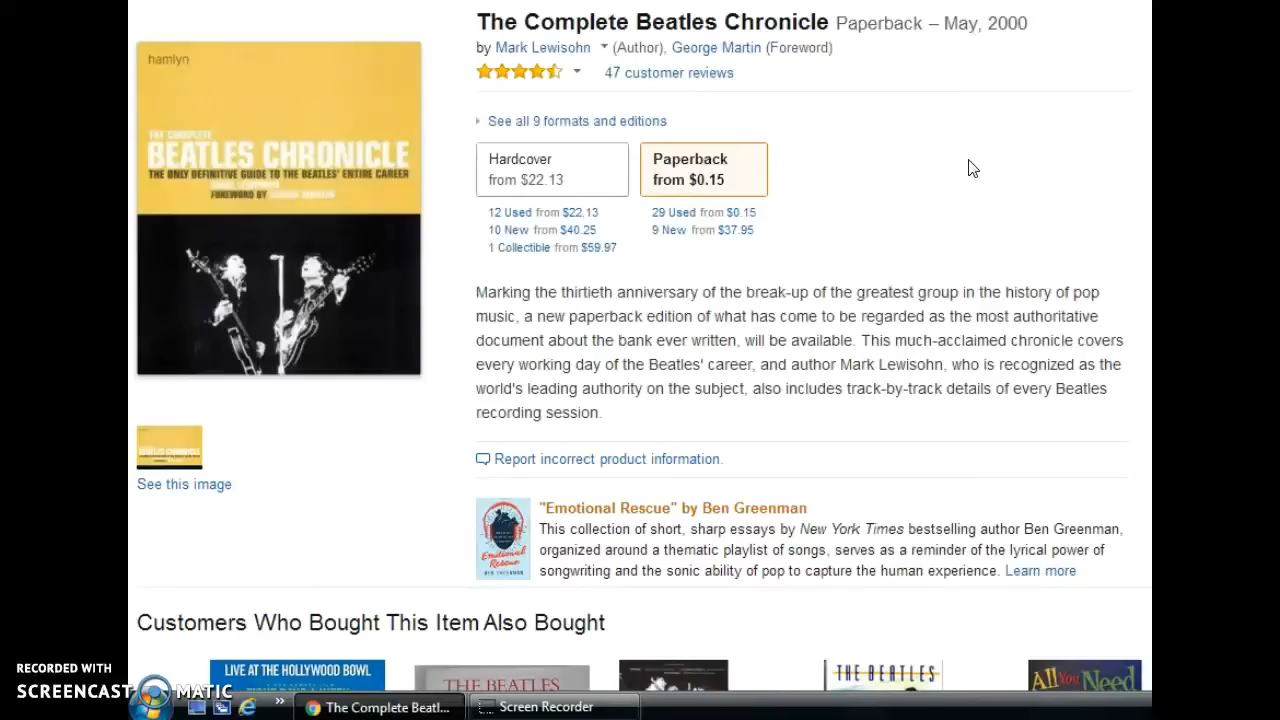 The Complete Beatles Chronicle Paperback – May, 2000
by Mark Lewisohn (Author), George Martin (Foreword)
47 customer reviews
See all 9 formats and editions
Hardcover
from $22.13
Paperback
from $0.15
12 Used from $22.13
10 New from $40.25
1 Collectible from $59.97
29 Used from $0.15
9 New from $37.95
hamlyn
THE COMPLETE
BEATLES CHRONICLE
THE ONLY DEFINITIVE GUIDE TO THE BEATLES' ENTIRE CAREER
FOREWORD BY
Marking the thirtieth anniversary of the break-up of the greatest group in the history of pop
music, a new paperback edition of what has come to be regarded as the most authoritative
document about the bank ever written, will be available. This much-acclaimed chronicle covers
every working day of the Beatles' career, and author Mark Lewisohn, who is recognized as the
world's leading authority on the subject, also includes track-by-track details of every Beatles
recording session.
See this image
Report incorrect product information.
"Emotional Rescue" by Ben Greenman
This collection of short, sharp essays by New York Times bestselling author Ben Greenman,
organized around a thematic playlist of songs, serves as a reminder of the lyrical power of
songwriting and the sonic ability of pop to capture the human experience. Learn more
Emotional
Rescue
BEN GREENMAN
Customers Who Bought This Item Also Bought
LIVE AT THE HOLLYWOOD BOWL
THE BEATLES
THE BEATLES
All You Need
RECORDED WITH
SCREENCAST MATIC
The Complete Beatl...
Screen Recorder